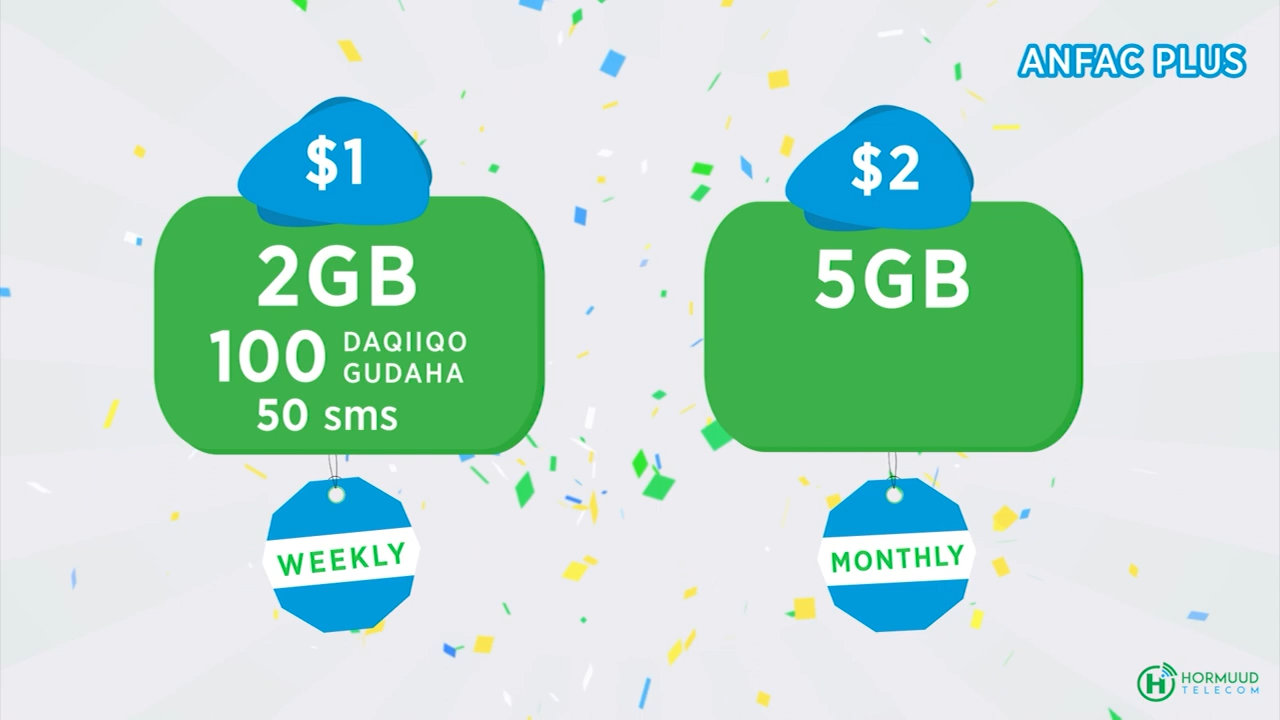 ANFAC PLUS
$1
2GB
100 DAQIIQO
GUDAHA
50 sms
WEEKLY
$2
5GB
MONTHLY
HORMUUD
TELECOM